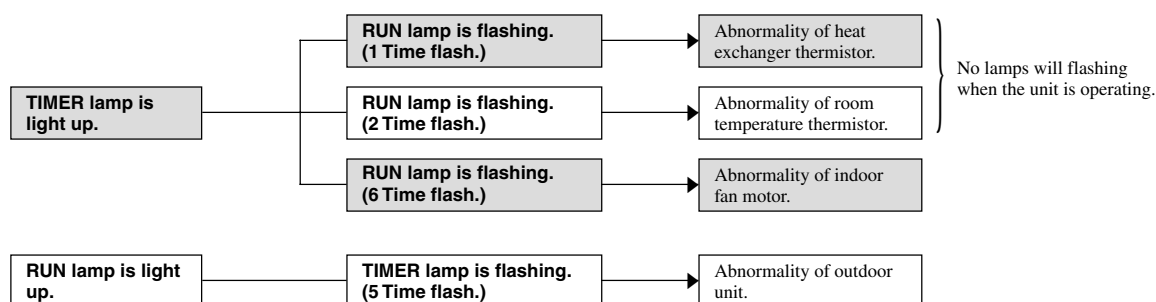 RUN lamp is flashing.
(1 Time flash.)
Abnormality of heat
exchanger thermistor.
No lamps will flashing
when the unit is operating.
TIMER lamp is
light up.
RUN lamp is flashing.
(2 Time flash.)
Abnormality of room
temperature thermistor.
RUN lamp is flashing.
(6 Time flash.)
Abnormality of indoor
fan motor.
RUN lamp is light
up.
TIMER lamp is flashing.
(5 Time flash.)
Abnormality of outdoor
unit.